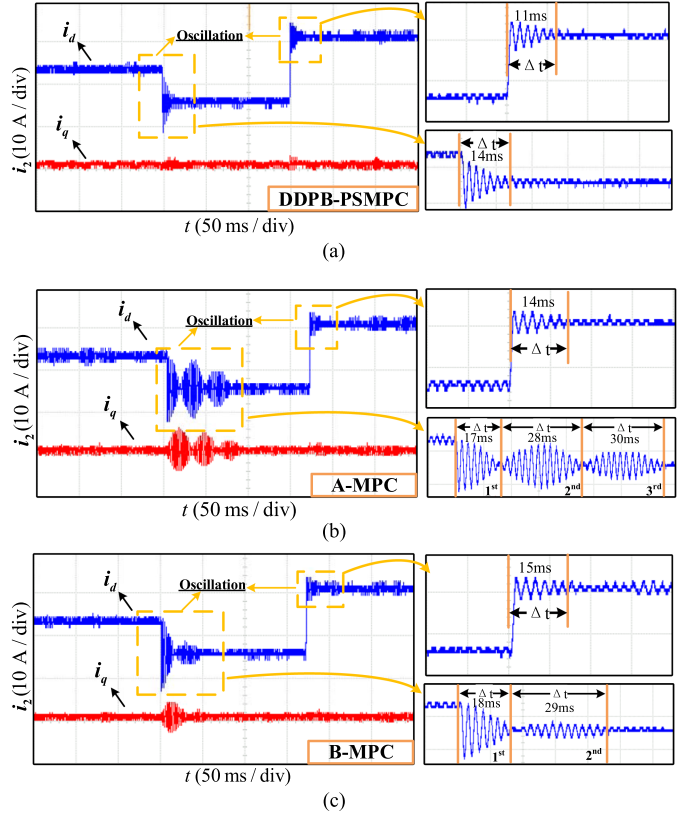 (a)
i_d
Oscillation
i_q
i_2 (10 A / div)
DDPB-PSMPC
t (50 ms / div)
11ms
Δ t
Δ t
14ms
(a)
(b)
i_d
Oscillation
i_q
i_2 (10 A / div)
A-MPC
t (50 ms / div)
14ms
Δ t
Δ t Δ t Δ t
17ms 28ms 30ms
1st 2nd 3rd
(b)
(c)
i_d
Oscillation
i_q
i_2 (10 A / div)
B-MPC
t (50 ms / div)
15ms
Δ t
Δ t Δ t
18ms 29ms
1st 2nd
(c)